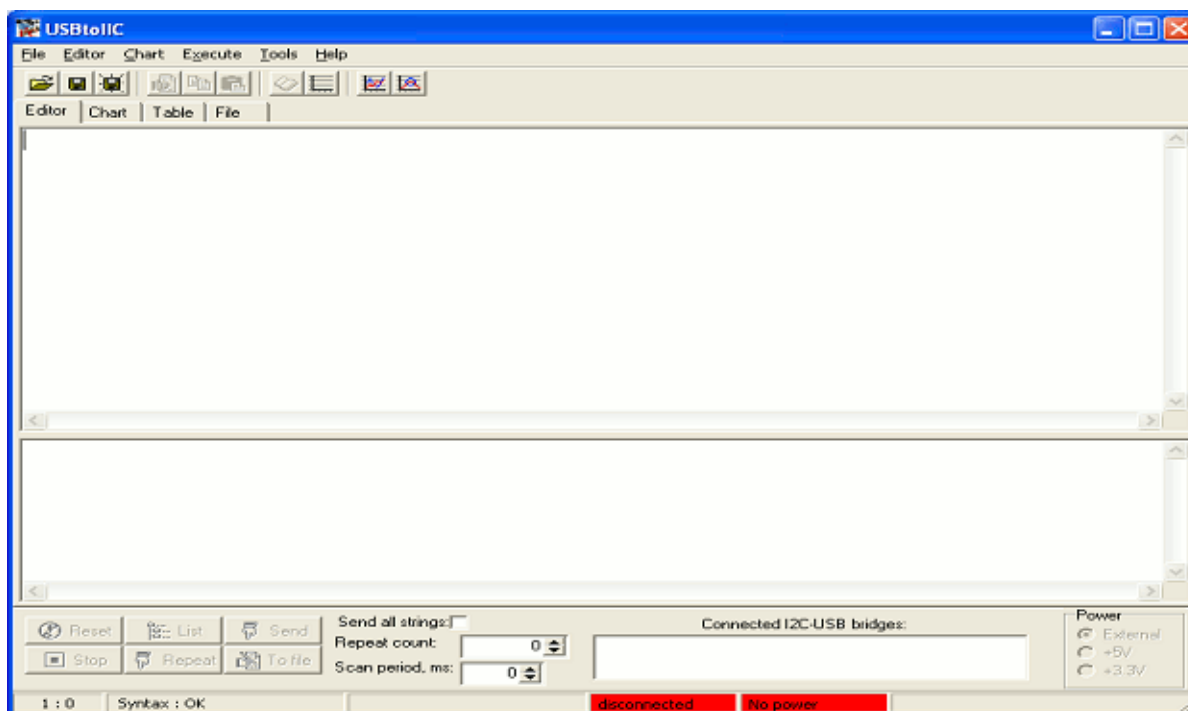 USBtoIIC
File Editor Chart Execute Tools Help
Editor Chart Table File
Reset List Send
Stop Repeat To file
Send all strings:
Repeat count: 0
Scan period, ms: 0
Connected I2C-USB bridges:
Power
External
+5V
+3.3V
1 : 0 Syntax : OK disconnected No power